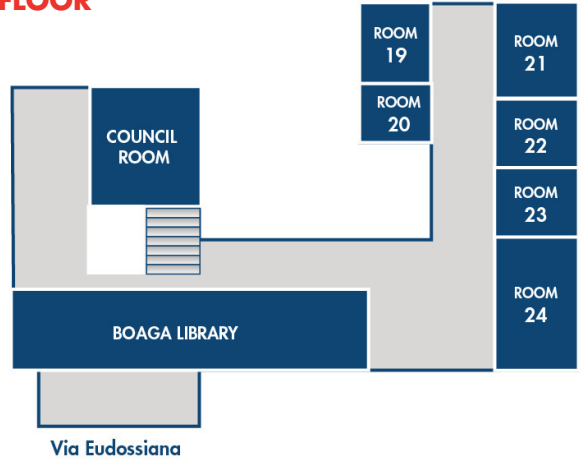 FLOOR
ROOM
19
ROOM
20
ROOM
21
ROOM
22
ROOM
23
ROOM
24
COUNCIL
ROOM
BOAGA LIBRARY
Via Eudossiana